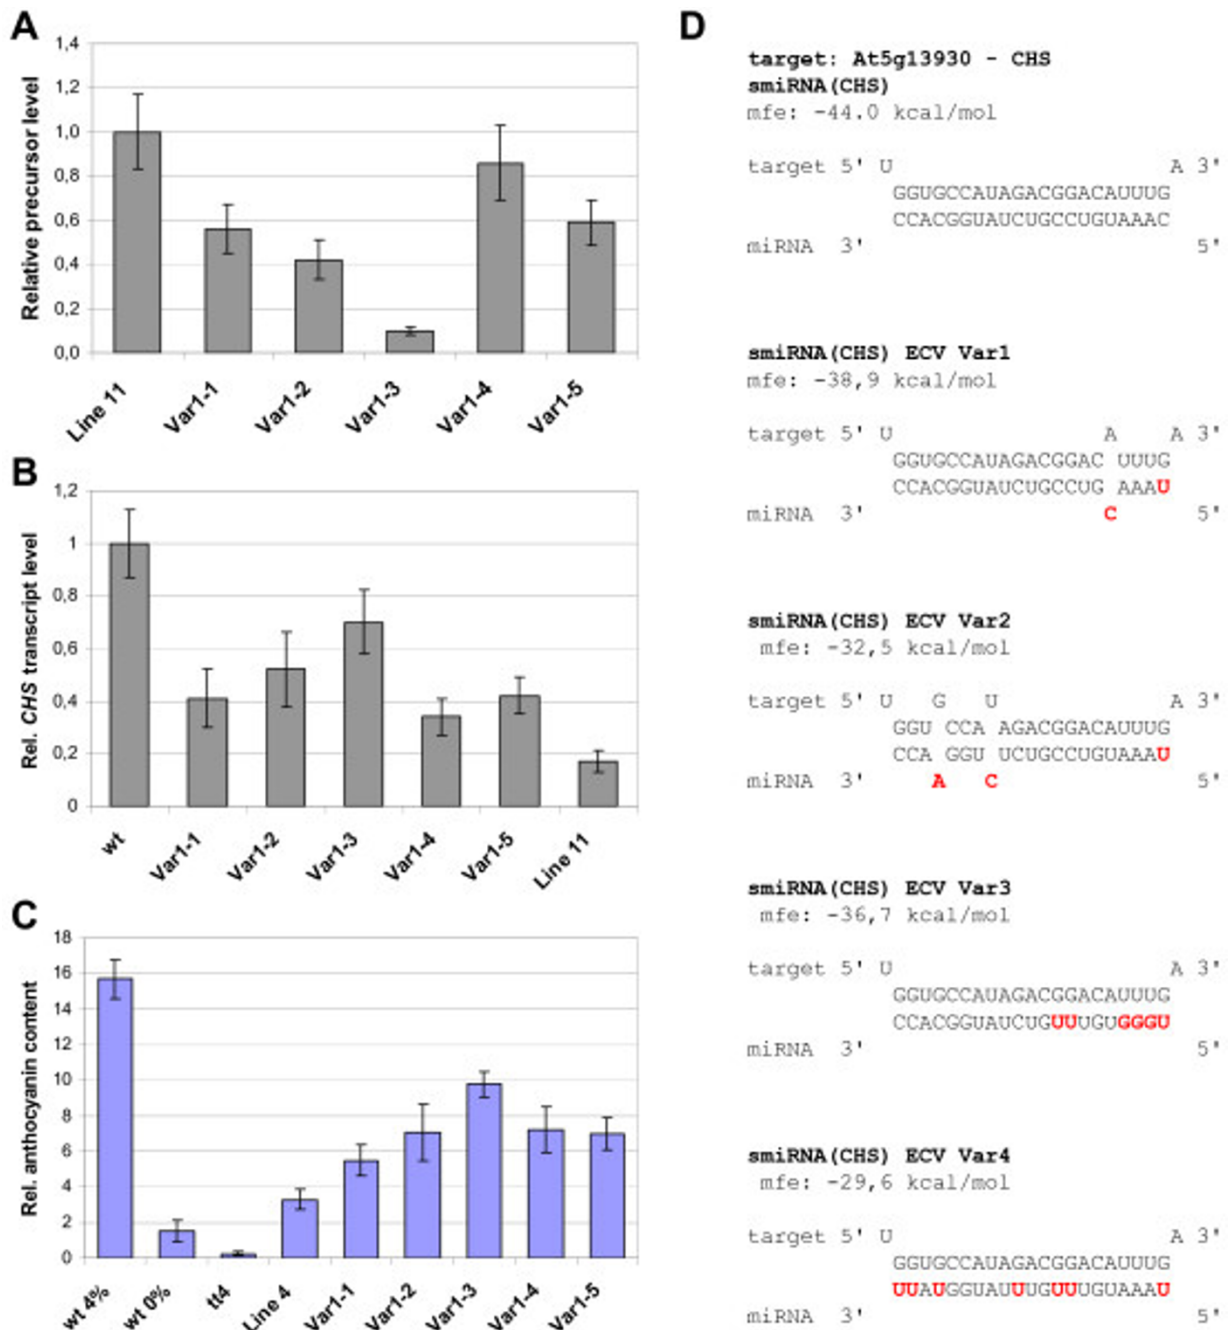 A
Relative precursor level
1,4
1,2
1,0
0,8
0,6
0,4
0,2
0,0
Line 11
Var1-1
Var1-2
Var1-3
Var1-4
Var1-5
B
Rel. CHS transcript level
1,2
1
0,8
0,6
0,4
0,2
0
wt
Var1-1
Var1-2
Var1-3
Var1-4
Var1-5
Line 11
C
Rel. anthocyanin content
18
16
14
12
10
8
6
4
2
0
wt 4%
wt 0%
tt4
Line 4
Var1-1
Var1-2
Var1-3
Var1-4
Var1-5
D
target: At5g13930 - CHS
smiRNA(CHS)
mfe: -44.0 kcal/mol
target 5' U A 3'
GGUGCCAUAGACGGACAUUUG
CCACGGUAUCUGCCUGUAAAC
miRNA 3' 5'
smiRNA(CHS) ECV Var1
mfe: -38,9 kcal/mol
target 5' U A A 3'
GGUGCCAUAGACGGAC UUUG
CCACGGUAUCUGCCUG AAAU
C
miRNA 3' 5'
smiRNA(CHS) ECV Var2
mfe: -32,5 kcal/mol
target 5' U G U A 3'
GGU CCA AGACGGACAUUUG
CCA GGU UCUGCCUGUAAAU
miRNA 3' A C 5'
smiRNA(CHS) ECV Var3
mfe: -36,7 kcal/mol
target 5' U A 3'
GGUGCCAUAGACGGACAUUUG
CCACGGUAUCUGUUUGUGGGU
miRNA 3' 5'
smiRNA(CHS) ECV Var4
mfe: -29,6 kcal/mol
target 5' U A 3'
GGUGCCAUAGACGGACAUUUG
UUAUGGUAUUUGUUUGUAAAU
miRNA 3' 5'